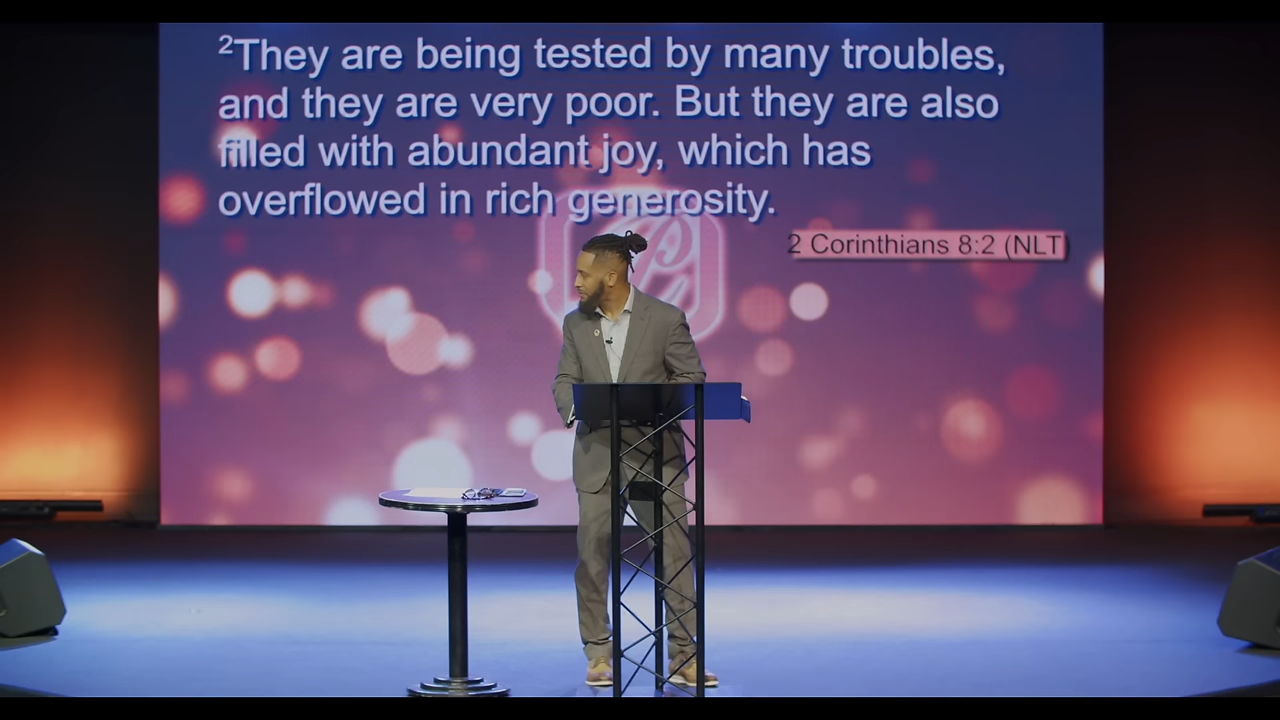 ²They are being tested by many troubles,
and they are very poor. But they are also
filled with abundant joy, which has
overflowed in rich generosity.
2 Corinthians 8:2 (NLT)